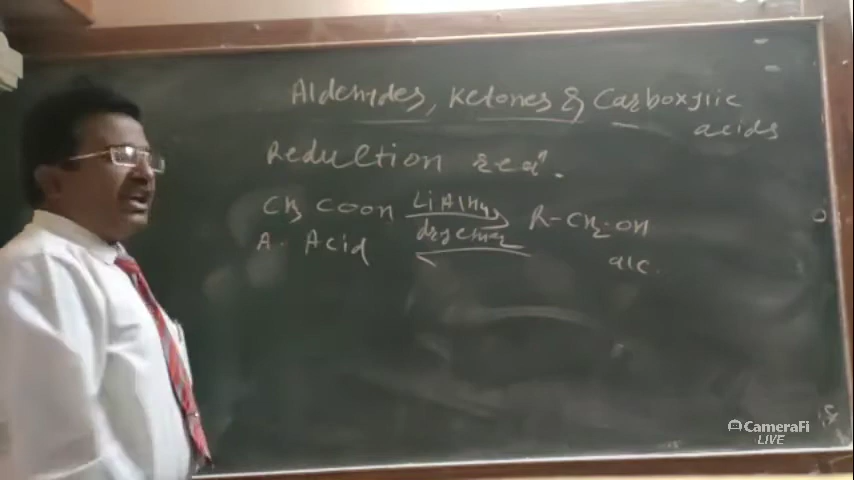 Aldehydes, Ketones & Carboxylic
acids
Reduction reaⁿ.
CH3 COOH LiAlH4 R-CH2-OH
A. Acid dry ether alc.
CameraFi
LIVE